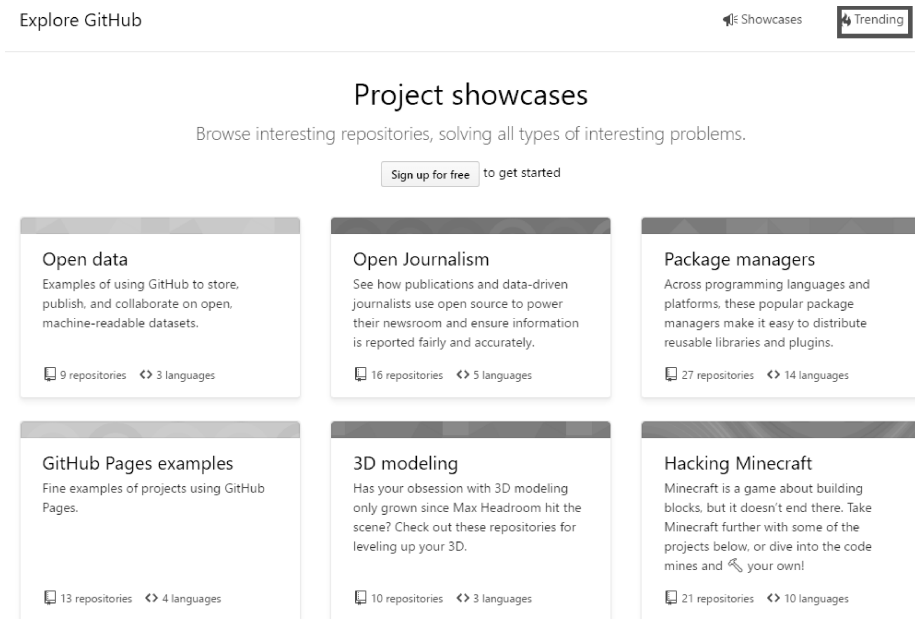 Explore GitHub
Showcases
Trending
Project showcases
Browse interesting repositories, solving all types of interesting problems.
Sign up for free to get started
Open data
Examples of using GitHub to store,
publish, and collaborate on open,
machine-readable datasets.
9 repositories <> 3 languages
Open Journalism
See how publications and data-driven
journalists use open source to power
their newsroom and ensure information
is reported fairly and accurately.
16 repositories <> 5 languages
Package managers
Across programming languages and
platforms, these popular package
managers make it easy to distribute
reusable libraries and plugins.
27 repositories <> 14 languages
GitHub Pages examples
Fine examples of projects using GitHub
Pages.
13 repositories <> 4 languages
3D modeling
Has your obsession with 3D modeling
only grown since Max Headroom hit the
scene? Check out these repositories for
leveling up your 3D.
10 repositories <> 3 languages
Hacking Minecraft
Minecraft is a game about building
blocks, but it doesn't end there. Take
Minecraft further with some of the
projects below, or dive into the code
mines and ⛏ your own!
21 repositories <> 10 languages